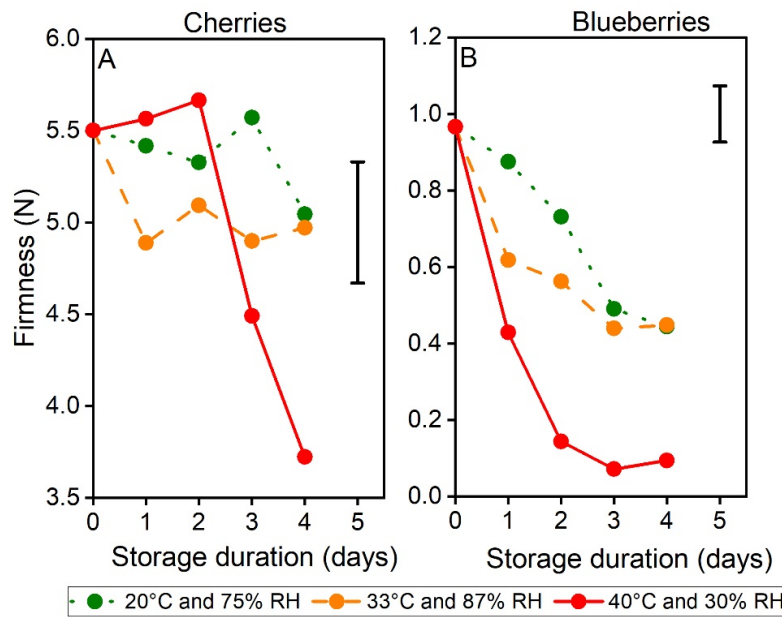 Cherries
Blueberries
A
B
Firmness (N)
6.0
5.5
5.0
4.5
4.0
3.5
1.2
1.0
0.8
0.6
0.4
0.2
0.0
0 1 2 3 4 5
0 1 2 3 4 5
Storage duration (days)
Storage duration (days)
20°C and 75% RH 33°C and 87% RH 40°C and 30% RH